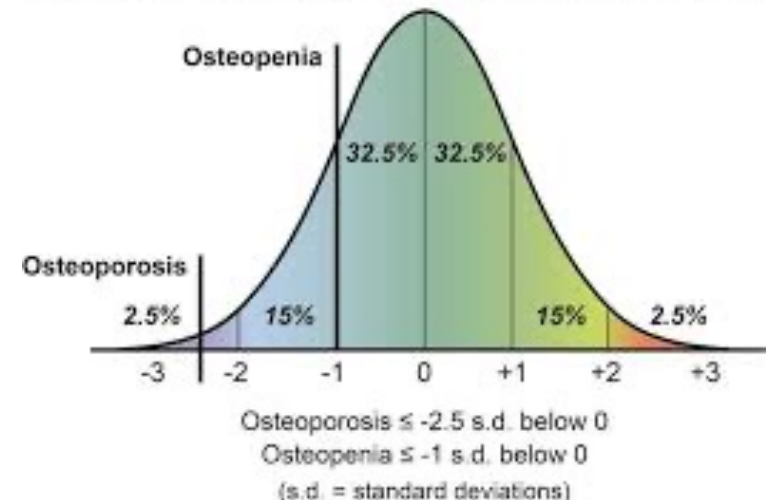 Osteopenia
32.5% 32.5%
Osteoporosis
2.5% 15% 15% 2.5%
-3 -2 -1 0 +1 +2 +3
Osteoporosis ≤ -2.5 s.d. below 0
Osteopenia ≤ -1 s.d. below 0
(s.d. = standard deviations)